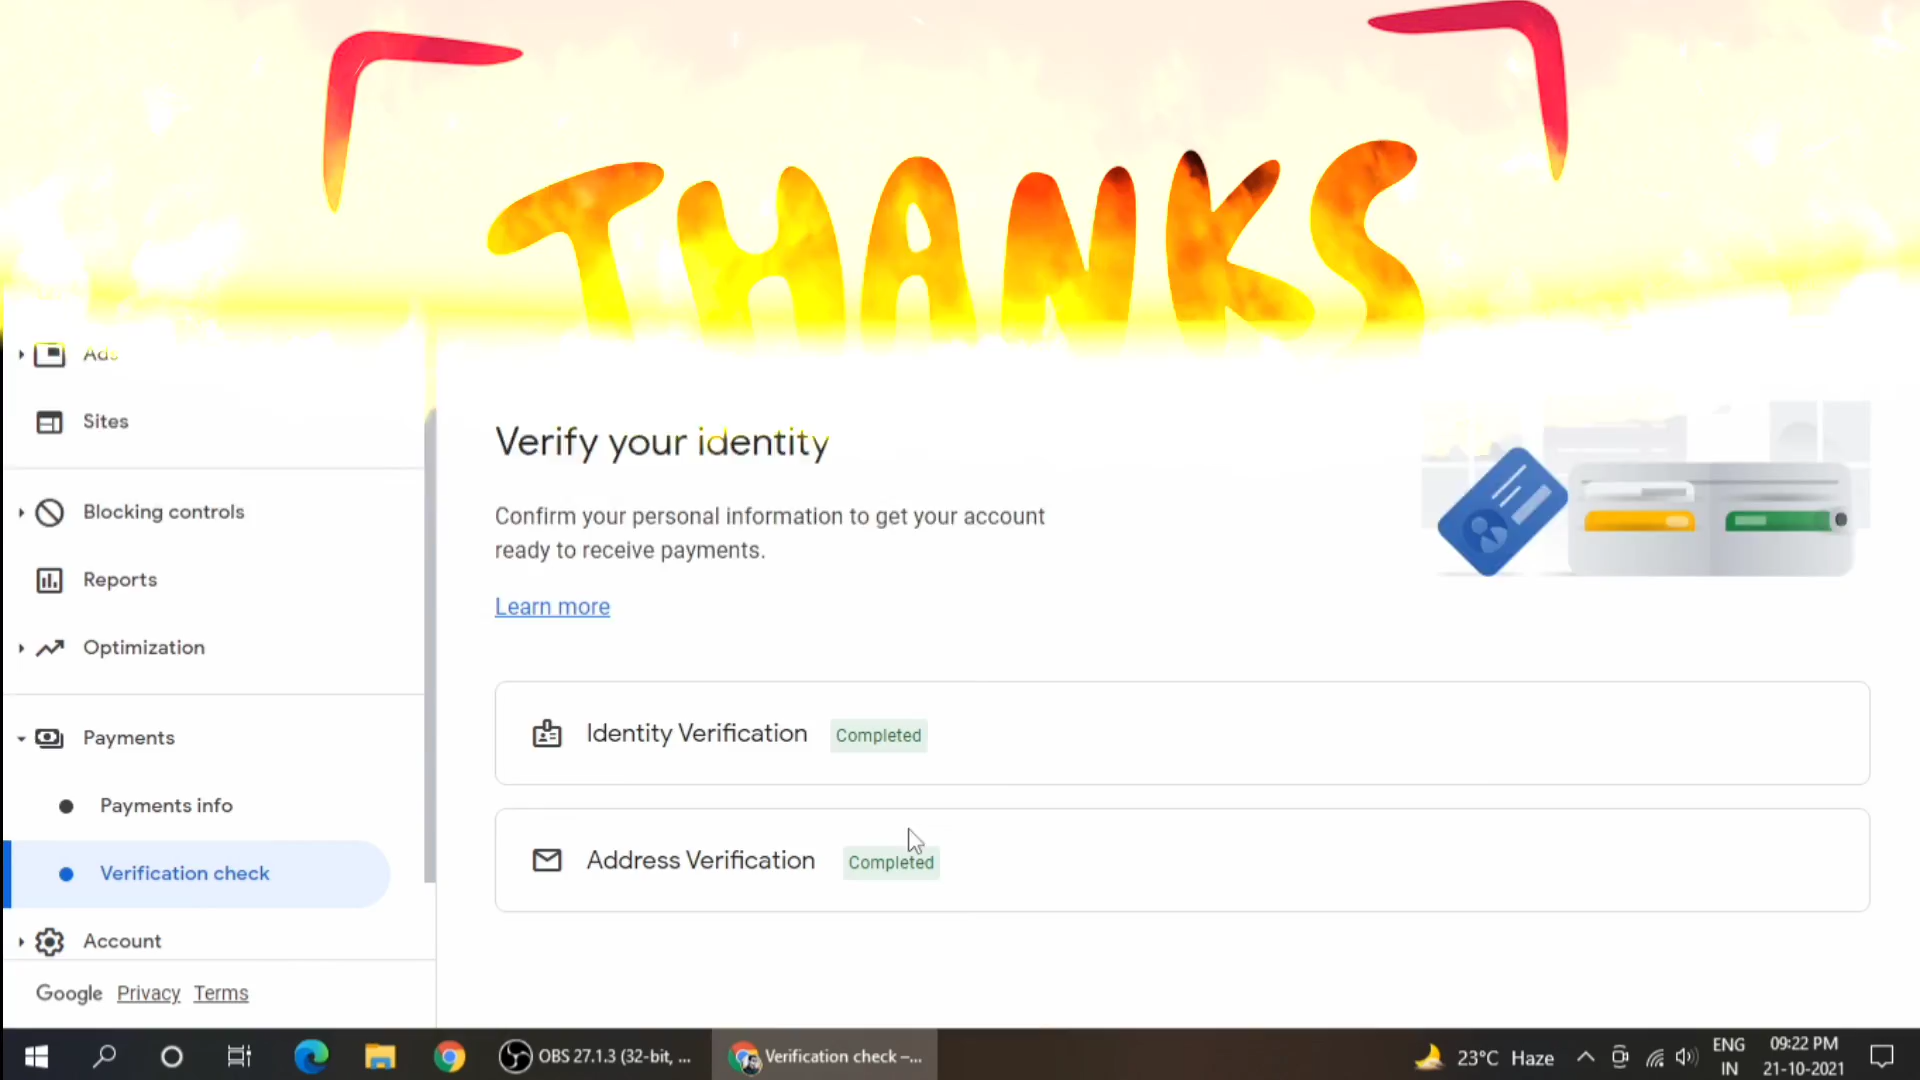 THANKS
Ads
Sites
Blocking controls
Reports
Optimization
Payments
Payments info
Verification check
Account
Google Privacy Terms
Verify your identity
Confirm your personal information to get your account
ready to receive payments.
Learn more
Identity Verification Completed
Address Verification Completed
OBS 27.1.3 (32-bit, ...
Verification check –...
23°C Haze
ENG
IN
09:22 PM
21-10-2021